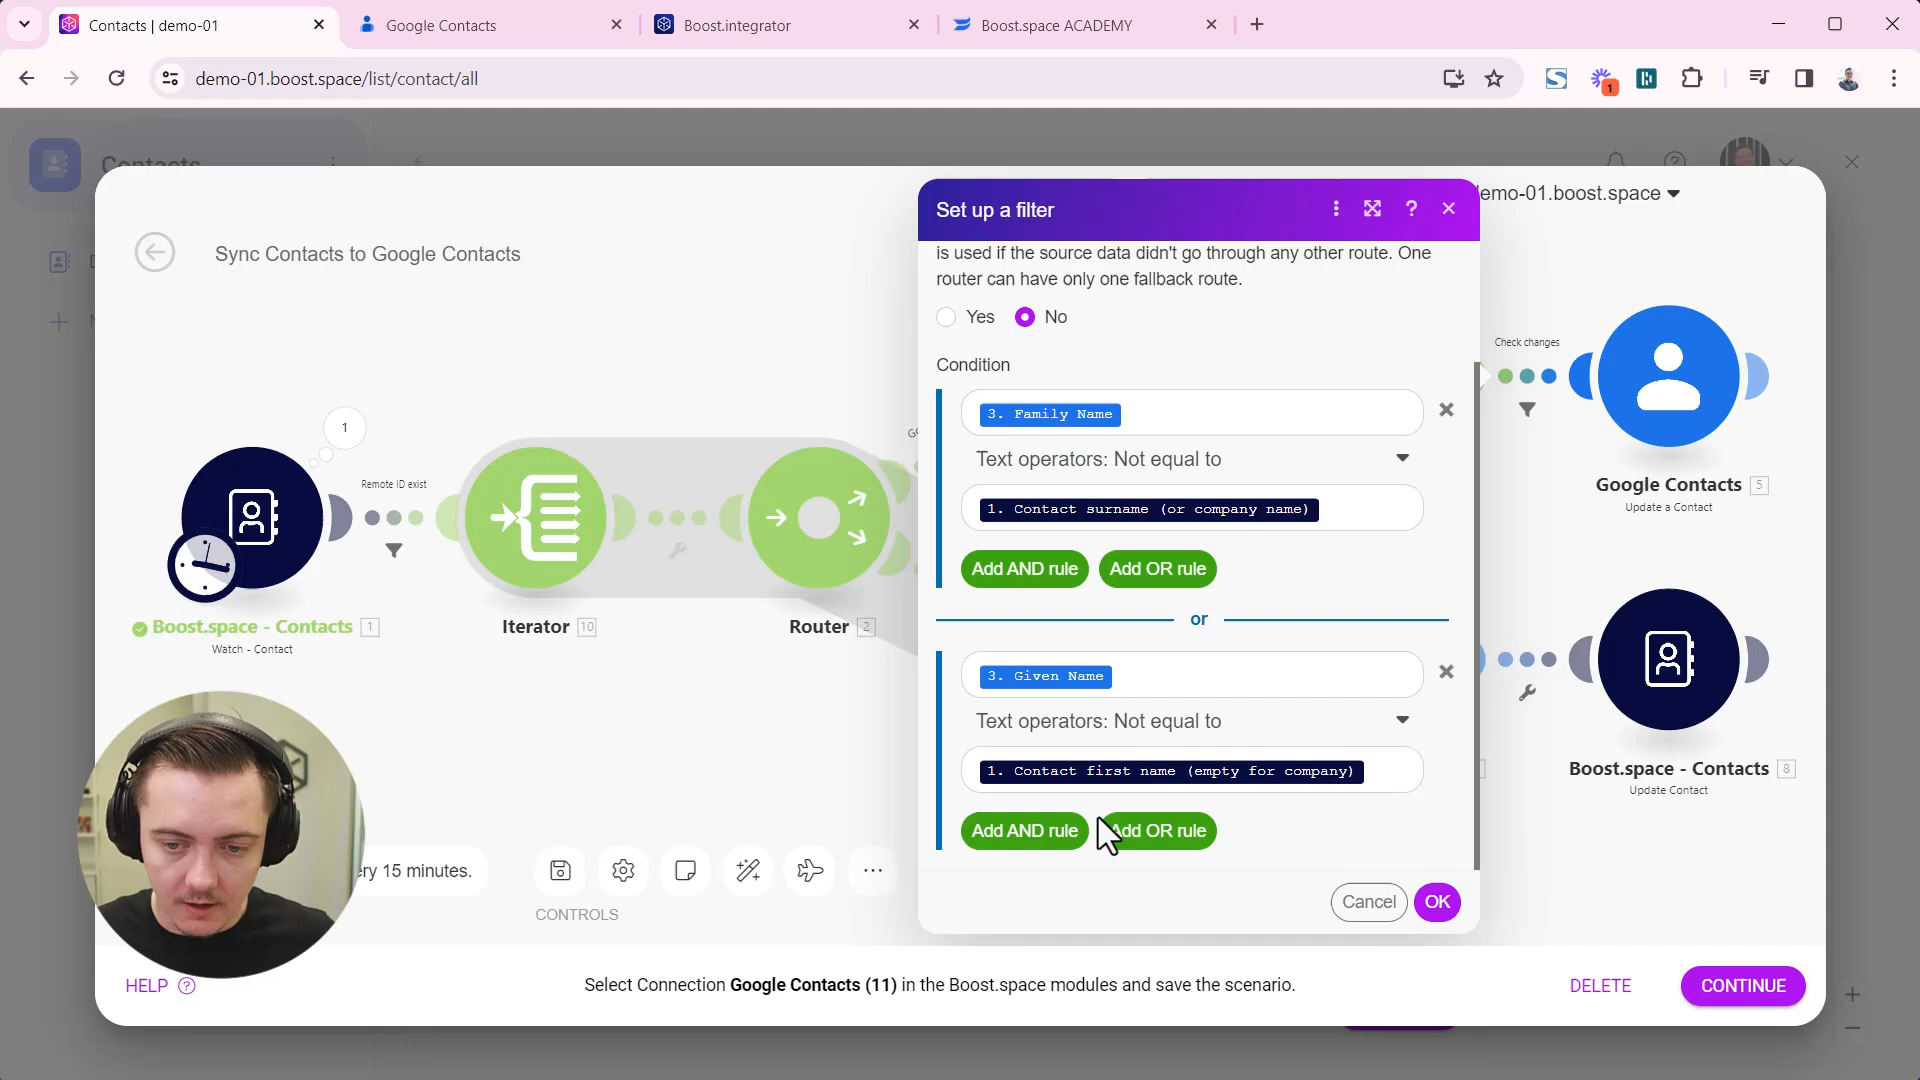 Contacts | demo-01
Google Contacts
Boost.integrator
Boost.space ACADEMY
demo-01.boost.space/list/contact/all
1
Contacts
Sync Contacts to Google Contacts
Set up a filter
demo-01.boost.space
is used if the source data didn't go through any other route. One
router can have only one fallback route.
Yes
No
Condition
3. Family Name
Text operators: Not equal to
1. Contact surname (or company name)
Add AND rule
Add OR rule
or
3. Given Name
Text operators: Not equal to
1. Contact first name (empty for company)
Add AND rule
Add OR rule
Cancel
OK
1
Remote ID exist
Boost.space - Contacts 1
Watch - Contact
Iterator 10
Router 2
Check changes
Google Contacts 5
Update a Contact
Boost.space - Contacts 8
Update Contact
15 minutes.
CONTROLS
HELP
Select Connection Google Contacts (11) in the Boost.space modules and save the scenario.
DELETE
CONTINUE